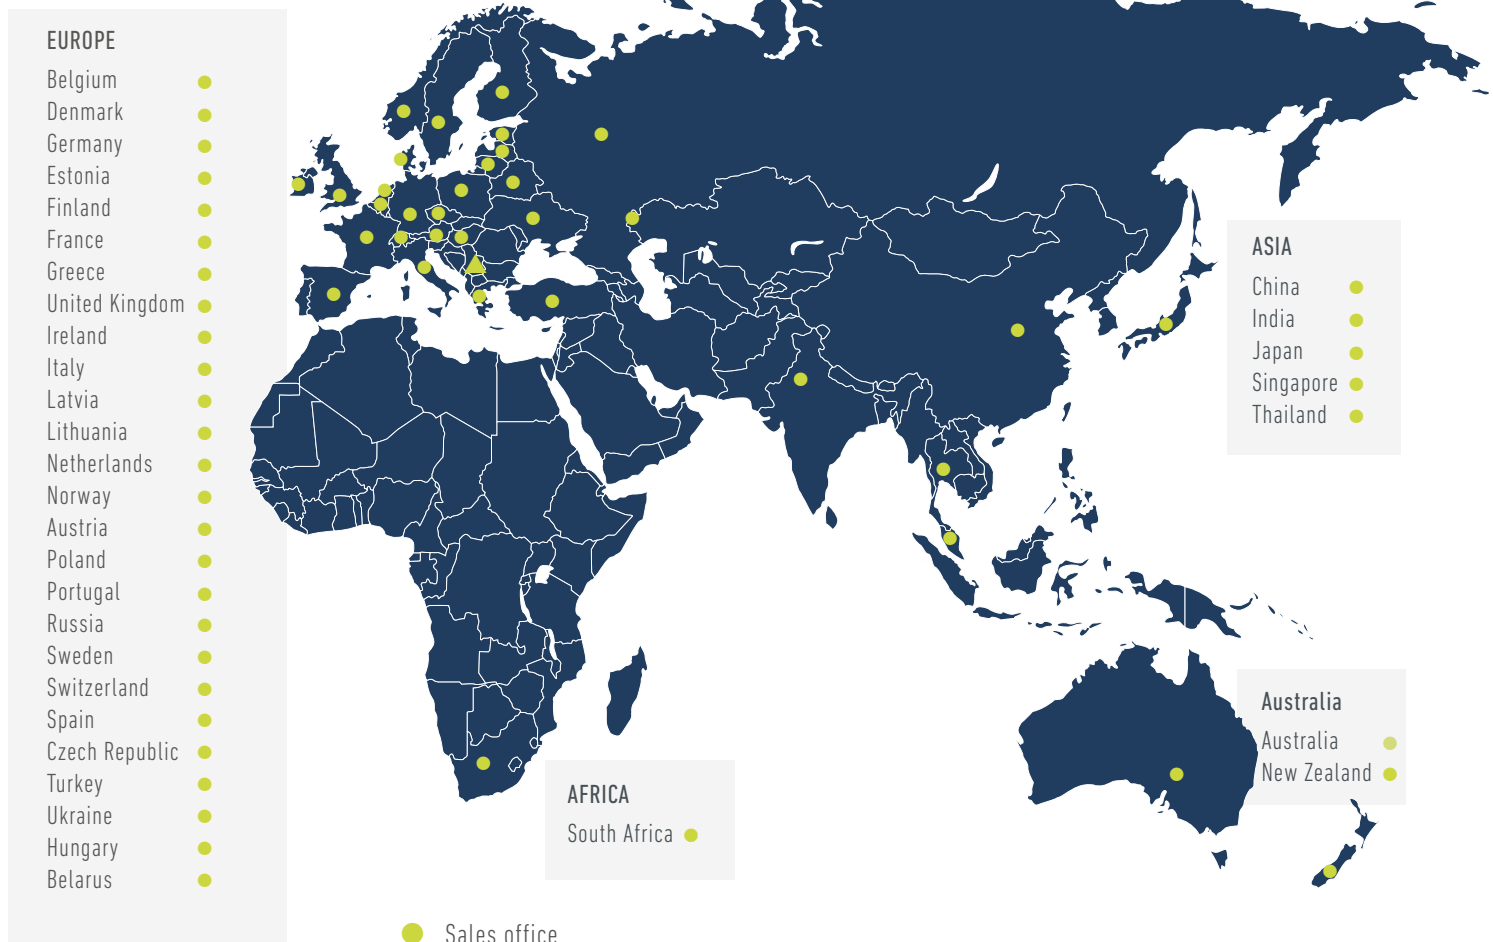 EUROPE
Belgium
Denmark
Germany
Estonia
Finland
France
Greece
United Kingdom
Ireland
Italy
Latvia
Lithuania
Netherlands
Norway
Austria
Poland
Portugal
Russia
Sweden
Switzerland
Spain
Czech Republic
Turkey
Ukraine
Hungary
Belarus
ASIA
China
India
Japan
Singapore
Thailand
Australia
Australia
New Zealand
AFRICA
South Africa
Sales office